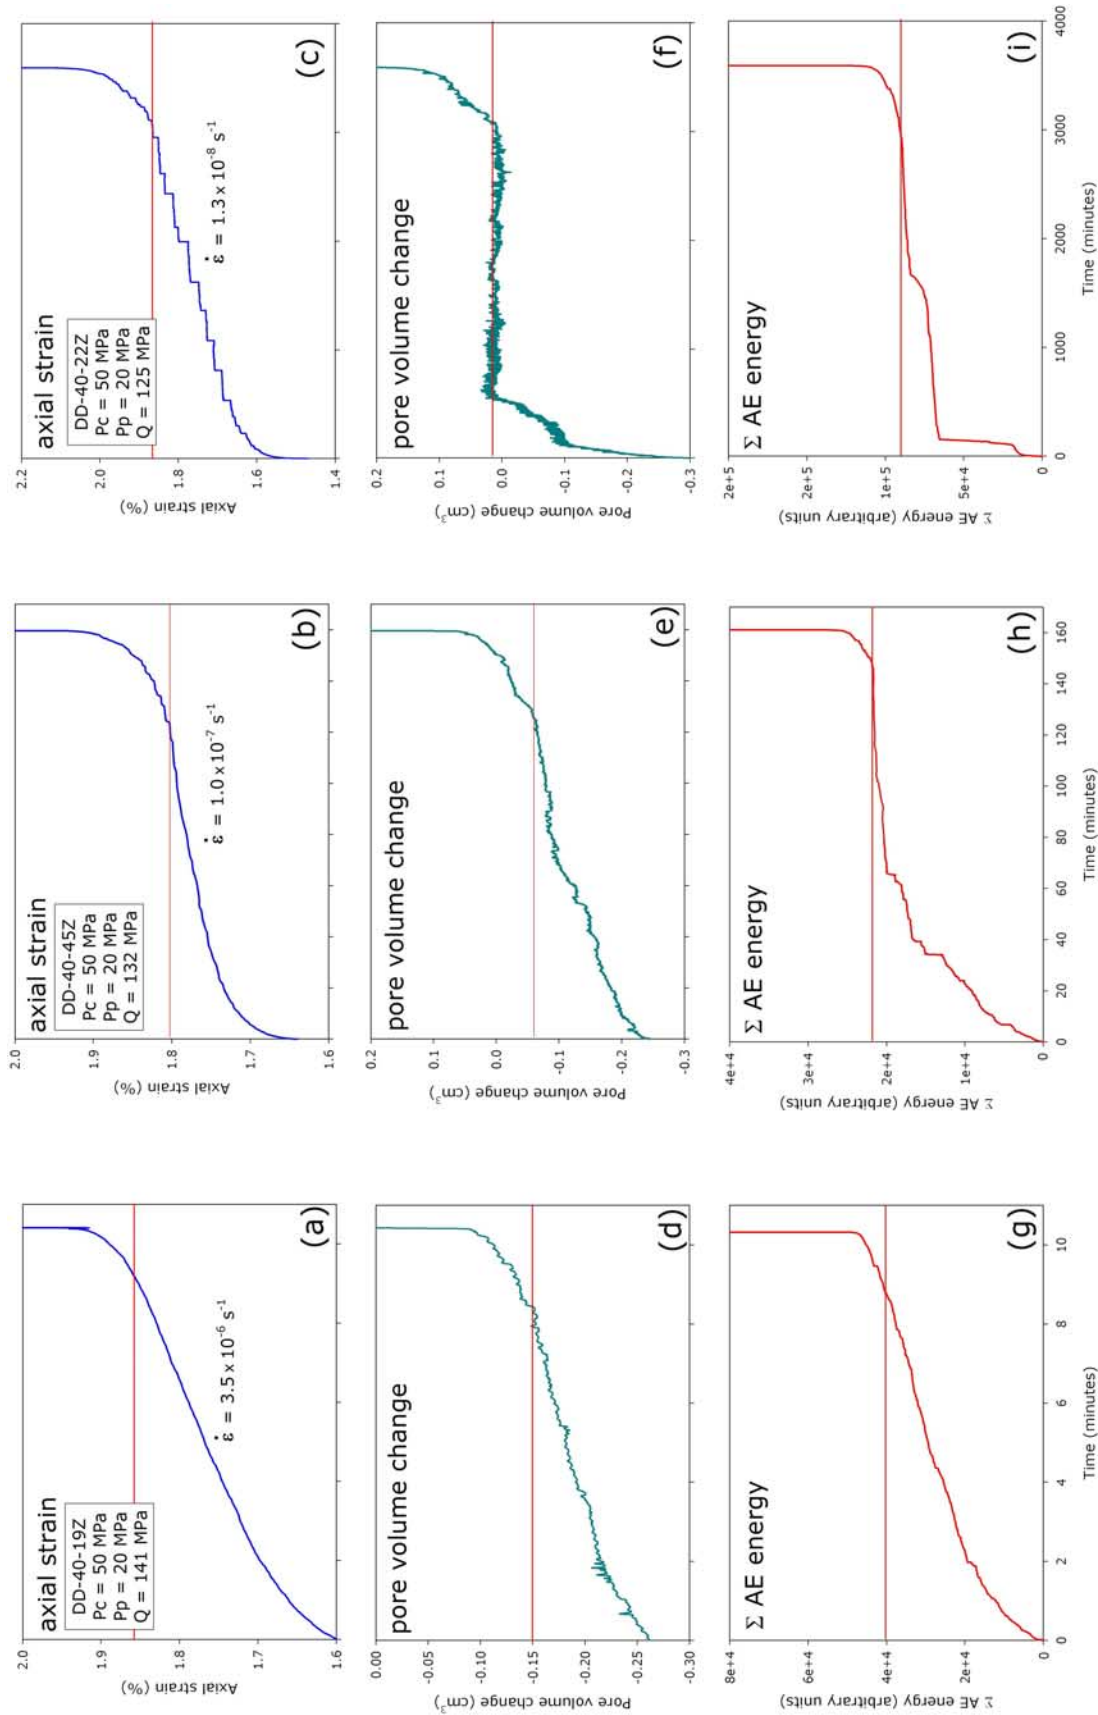 axial strain
DD-40-19Z
Pc = 50 MPa
Pp = 20 MPa
Q = 141 MPa
ε̇ = 3.5 x 10⁻⁶ s⁻¹
(a)
Axial strain (%)
2.0
1.9
1.8
1.7
1.6
axial strain
DD-40-45Z
Pc = 50 MPa
Pp = 20 MPa
Q = 132 MPa
ε̇ = 1.0x10⁻⁷ s⁻¹
(b)
Axial strain (%)
2.0
1.9
1.8
1.7
1.6
axial strain
DD-40-22Z
Pc = 50 MPa
Pp = 20 MPa
Q = 125 MPa
ε̇ = 1.3 x 10⁻⁸ s⁻¹
(c)
Axial strain (%)
2.2
2.0
1.8
1.6
1.4
pore volume change
(d)
Pore volume change (cm³)
0.00
-0.05
-0.10
-0.15
-0.20
-0.25
-0.30
pore volume change
(e)
Pore volume change (cm³)
0.2
0.1
0.0
-0.1
-0.2
-0.3
pore volume change
(f)
Pore volume change (cm³)
0.2
0.1
0.0
-0.1
-0.2
-0.3
Σ AE energy
(g)
Σ AE energy (arbitrary units)
8e+4
6e+4
4e+4
2e+4
0
0 2 4 6 8 10
Time (minutes)
Σ AE energy
(h)
Σ AE energy (arbitrary units)
4e+4
3e+4
2e+4
1e+4
0
0 20 40 60 80 100 120 140 160
Time (minutes)
Σ AE energy
(i)
Σ AE energy (arbitrary units)
2e+5
2e+5
1e+5
5e+4
0
0 1000 2000 3000 4000
Time (minutes)